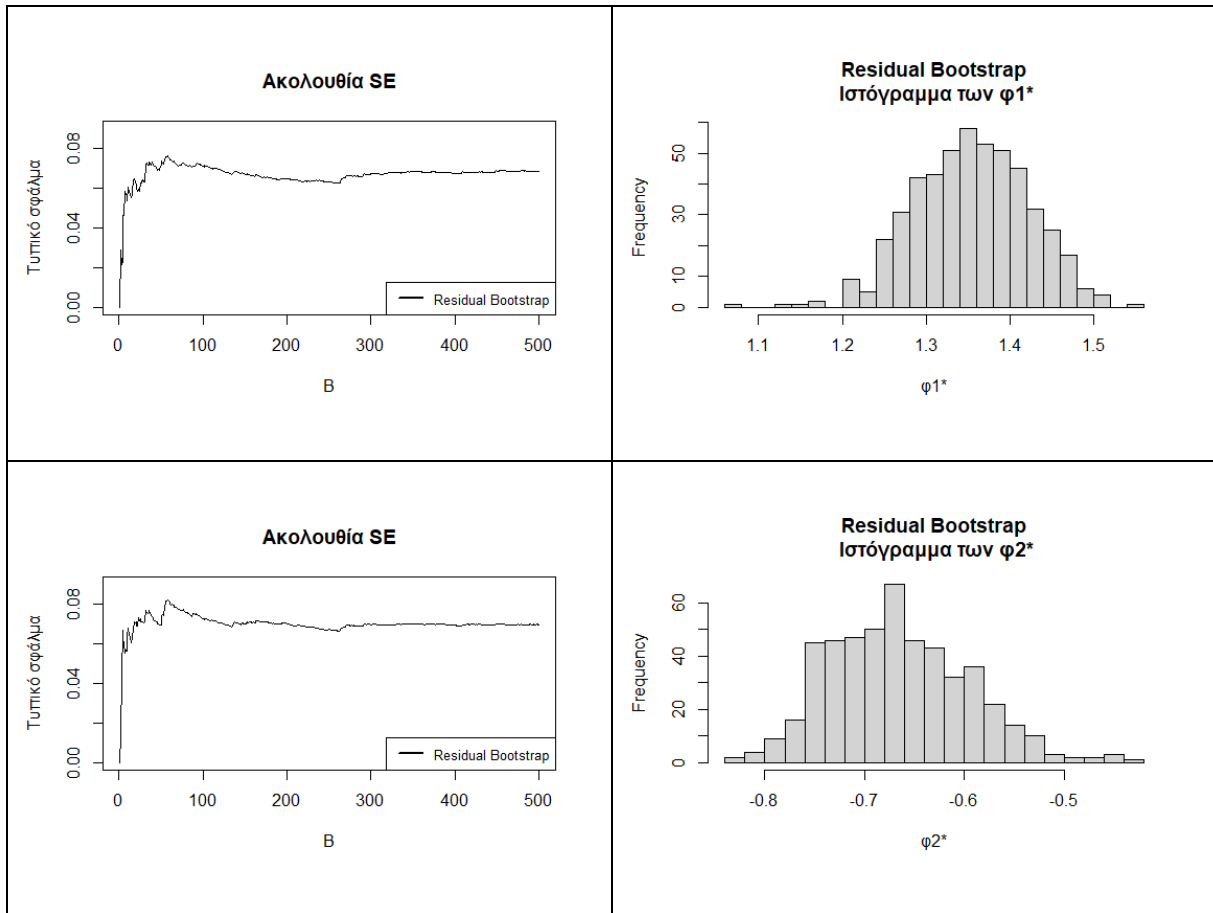 Ακολουθία SE
Τυπικό σφάλμα
0.08
0.04
0.00
Residual Bootstrap
0 100 200 300 400 500
B
Residual Bootstrap
Ιστόγραμμα των φ1*
Frequency
50
30
10
0
1.1 1.2 1.3 1.4 1.5
φ1*
Ακολουθία SE
Τυπικό σφάλμα
0.08
0.04
0.00
Residual Bootstrap
0 100 200 300 400 500
B
Residual Bootstrap
Ιστόγραμμα των φ2*
Frequency
60
40
20
0
-0.8 -0.7 -0.6 -0.5
φ2*